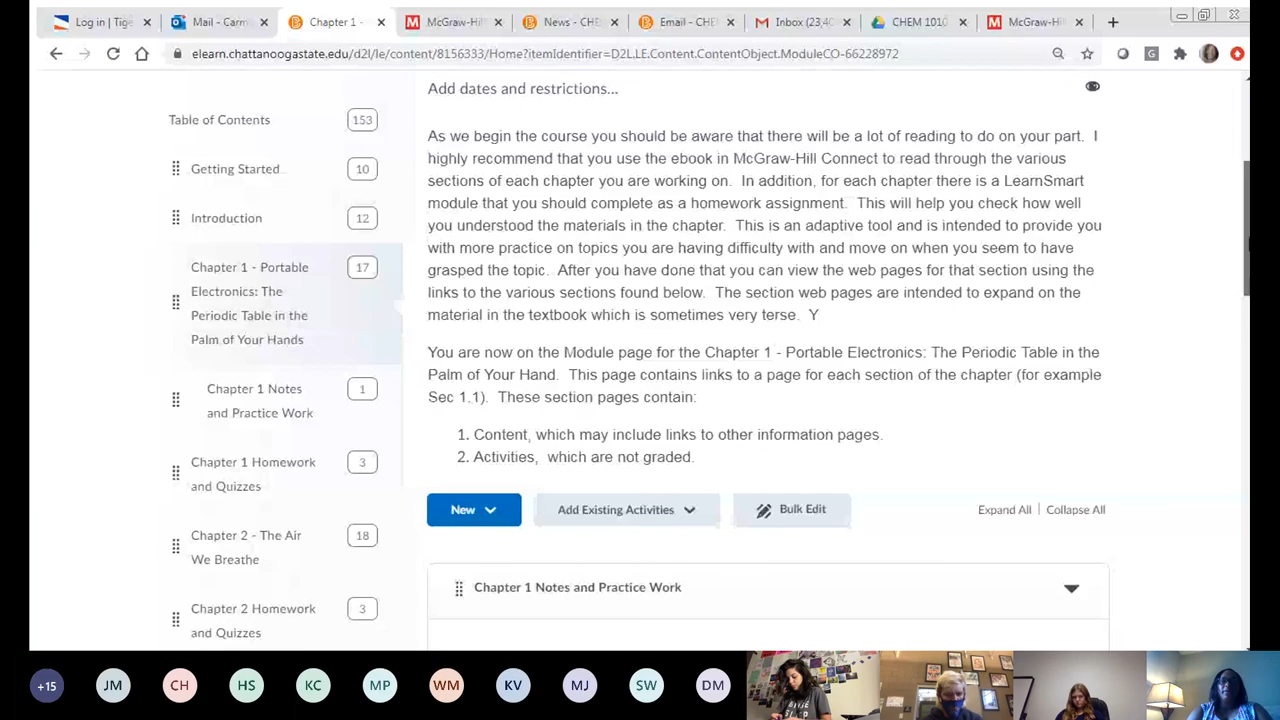 Log in | Tige
Mail - Carm
Chapter 1 -
McGraw-Hill
News - CHE
Email - CHEM
Inbox (23,40
CHEM 1010
McGraw-Hil
elearn.chattanoogastate.edu/d2l/le/content/8156333/Home?itemIdentifier=D2L.LE.Content.ContentObject.ModuleCO-66228972
Table of Contents 153
Getting Started 10
Introduction 12
Chapter 1 - Portable 17
Electronics: The
Periodic Table in the
Palm of Your Hands
Chapter 1 Notes 1
and Practice Work
Chapter 1 Homework 3
and Quizzes
Chapter 2 - The Air 18
We Breathe
Chapter 2 Homework 3
and Quizzes
Add dates and restrictions...
As we begin the course you should be aware that there will be a lot of reading to do on your part. I
highly recommend that you use the ebook in McGraw-Hill Connect to read through the various
sections of each chapter you are working on. In addition, for each chapter there is a LearnSmart
module that you should complete as a homework assignment. This will help you check how well
you understood the materials in the chapter. This is an adaptive tool and is intended to provide you
with more practice on topics you are having difficulty with and move on when you seem to have
grasped the topic. After you have done that you can view the web pages for that section using the
links to the various sections found below. The section web pages are intended to expand on the
material in the textbook which is sometimes very terse. Y
You are now on the Module page for the Chapter 1 - Portable Electronics: The Periodic Table in the
Palm of Your Hand. This page contains links to a page for each section of the chapter (for example
Sec 1.1). These section pages contain:
1. Content, which may include links to other information pages.
2. Activities, which are not graded.
New
Add Existing Activities
Bulk Edit
Expand All | Collapse All
Chapter 1 Notes and Practice Work
+15 JM CH HS KC MP WM KV MJ SW DM